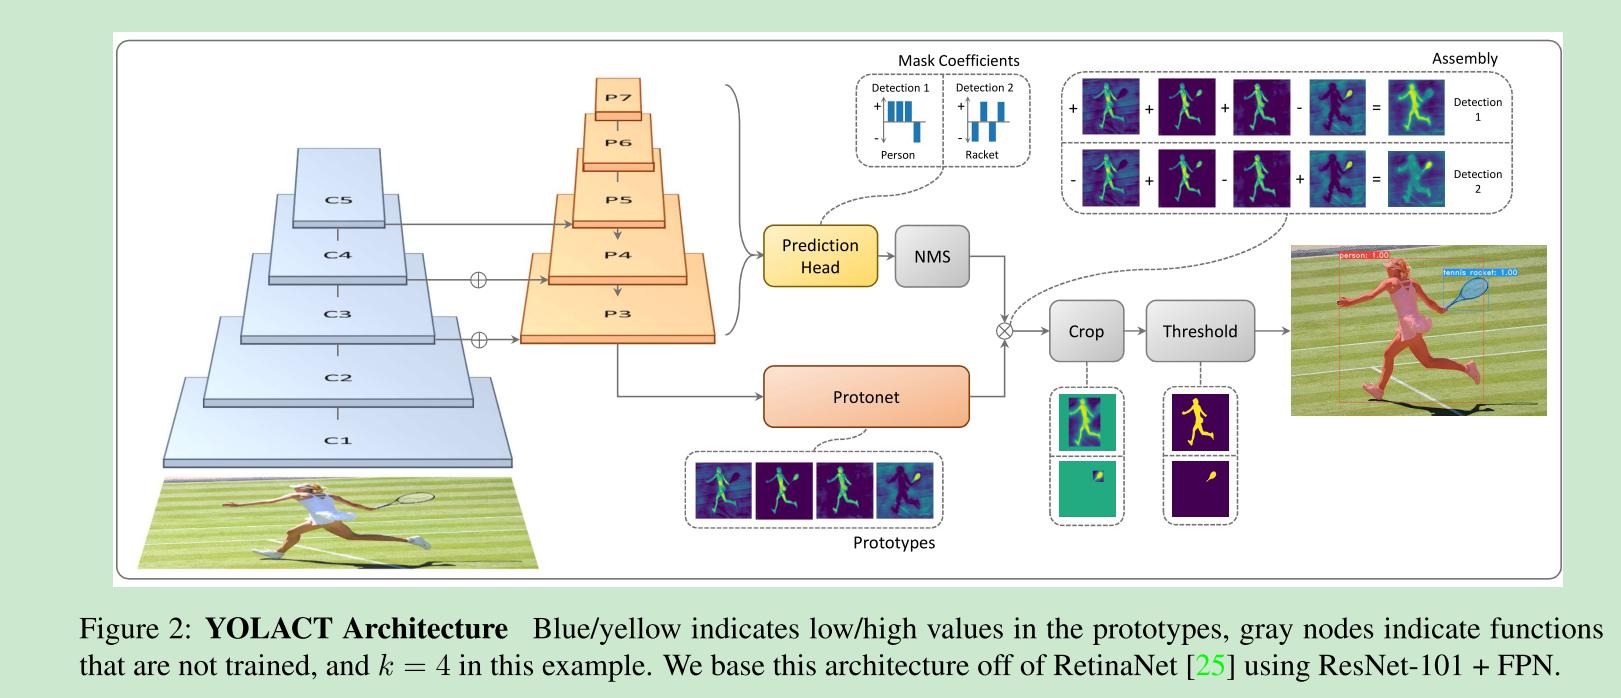 Mask Coefficients
Detection 1
Detection 2
+
-
+
-
Person
Racket
Assembly
+ + + - = Detection 1
- + - + = Detection 2
P7
P6
P5
P4
P3
C5
C4
C3
C2
C1
Prediction Head
NMS
Protonet
Prototypes
Crop
Threshold
person: 1.00
tennis racket: 1.00
Figure 2: YOLACT Architecture Blue/yellow indicates low/high values in the prototypes, gray nodes indicate functions
that are not trained, and k = 4 in this example. We base this architecture off of RetinaNet [25] using ResNet-101 + FPN.